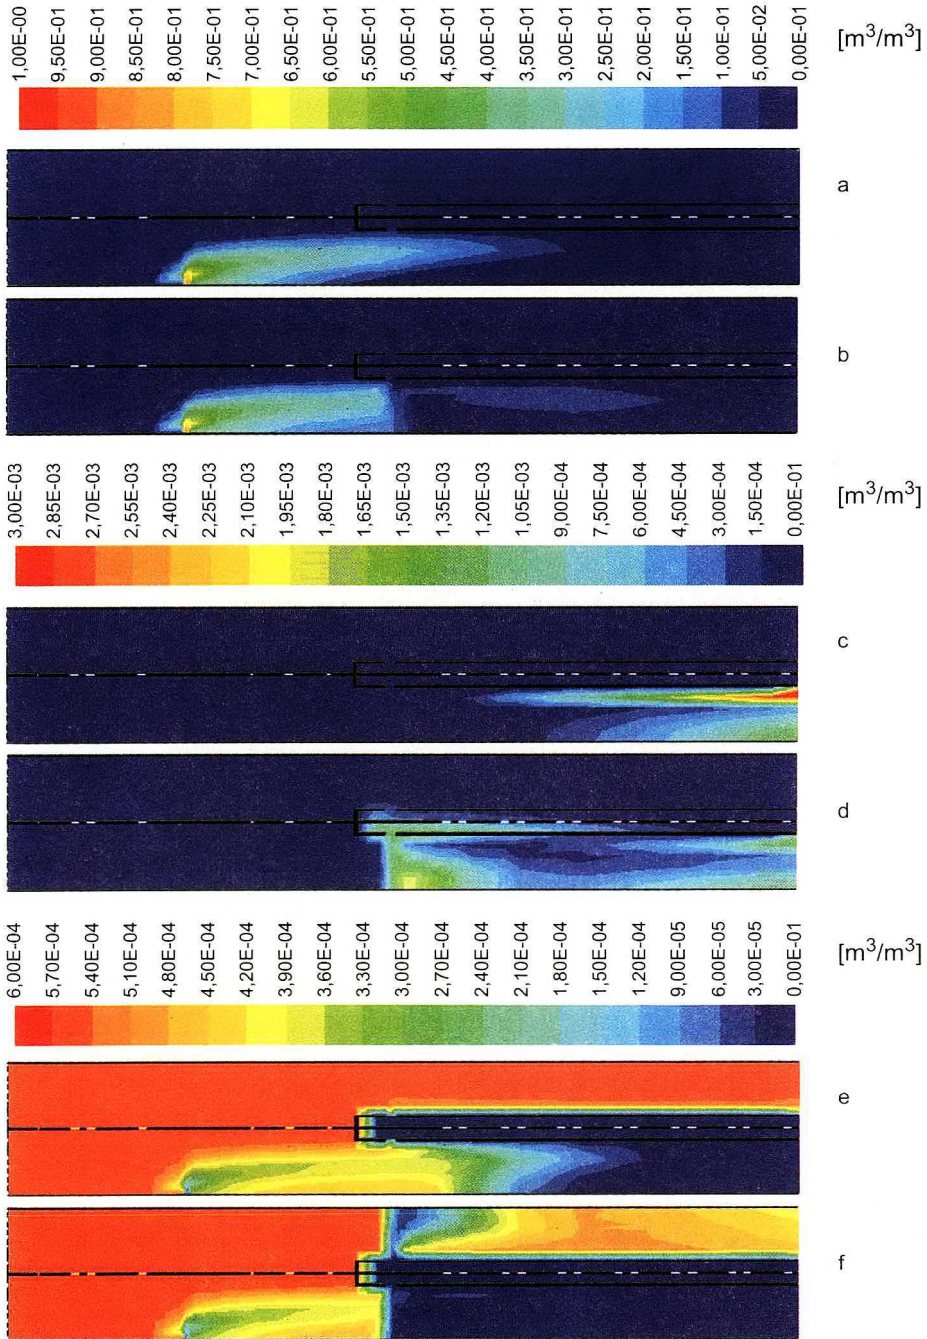 1,00E-00
9,50E-01
9,00E-01
8,50E-01
8,00E-01
7,50E-01
7,00E-01
6,50E-01
6,00E-01
5,50E-01
5,00E-01
4,50E-01
4,00E-01
3,50E-01
3,00E-01
2,50E-01
2,00E-01
1,50E-01
1,00E-01
5,00E-02
0,00E-01
[m³/m³]
a
b
3,00E-03
2,85E-03
2,70E-03
2,55E-03
2,40E-03
2,25E-03
2,10E-03
1,95E-03
1,80E-03
1,65E-03
1,50E-03
1,35E-03
1,20E-03
1,05E-03
9,00E-04
7,50E-04
6,00E-04
4,50E-04
3,00E-04
1,50E-04
0,00E-01
[m³/m³]
c
d
6,00E-04
5,70E-04
5,40E-04
5,10E-04
4,80E-04
4,50E-04
4,20E-04
3,90E-04
3,60E-04
3,30E-04
3,00E-04
2,70E-04
2,40E-04
2,10E-04
1,80E-04
1,50E-04
1,20E-04
9,00E-05
6,00E-05
3,00E-05
0,00E-01
[m³/m³]
e
f